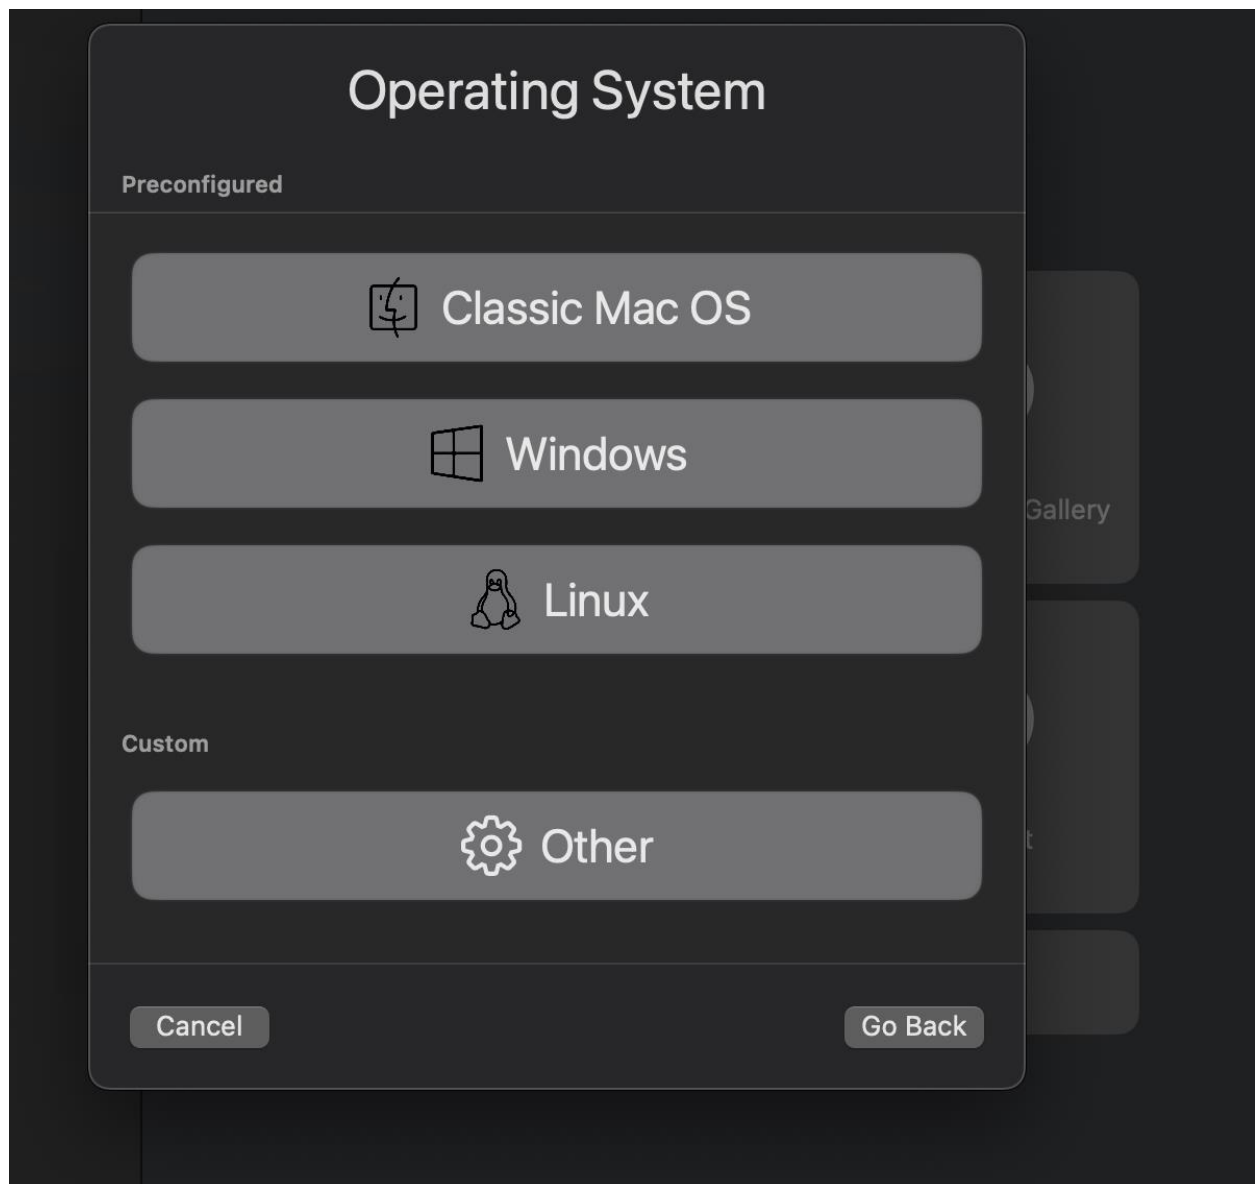 Operating System
Preconfigured
Classic Mac OS
Windows
Gallery
Linux
Custom
Other
Cancel
Go Back